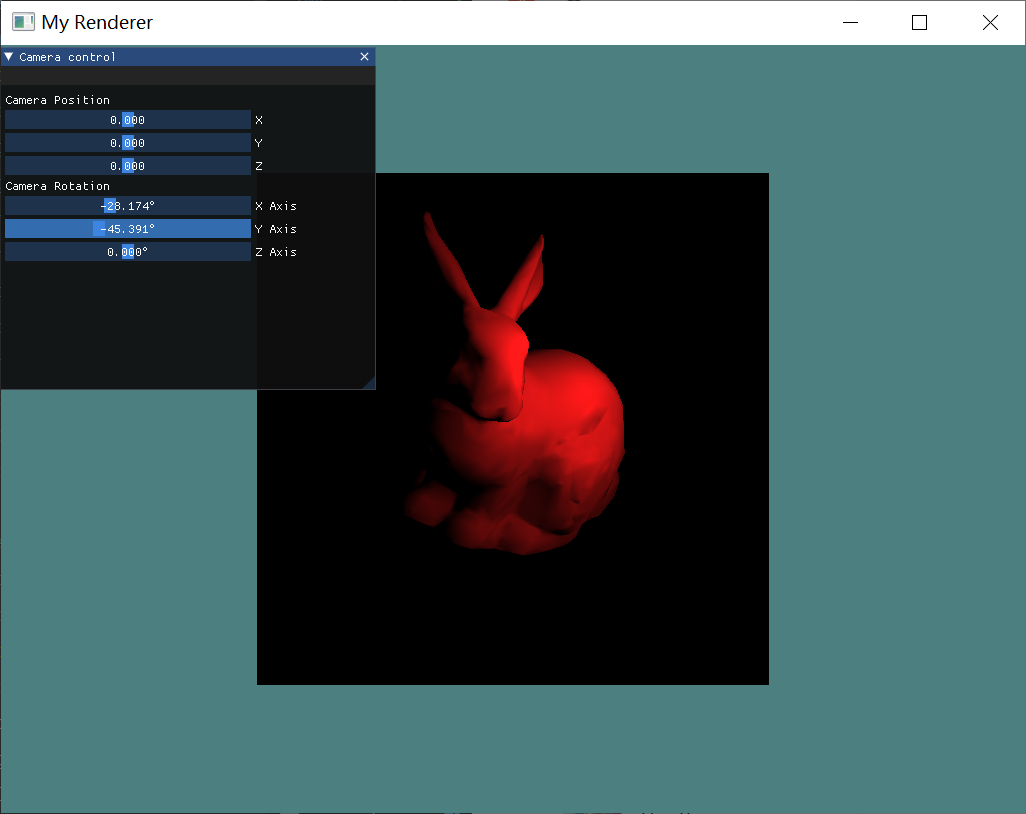 My Renderer
Camera control
Camera Position
0.000 X
0.000 Y
0.000 Z
Camera Rotation
-28.174° X Axis
-45.391° Y Axis
0.000° Z Axis